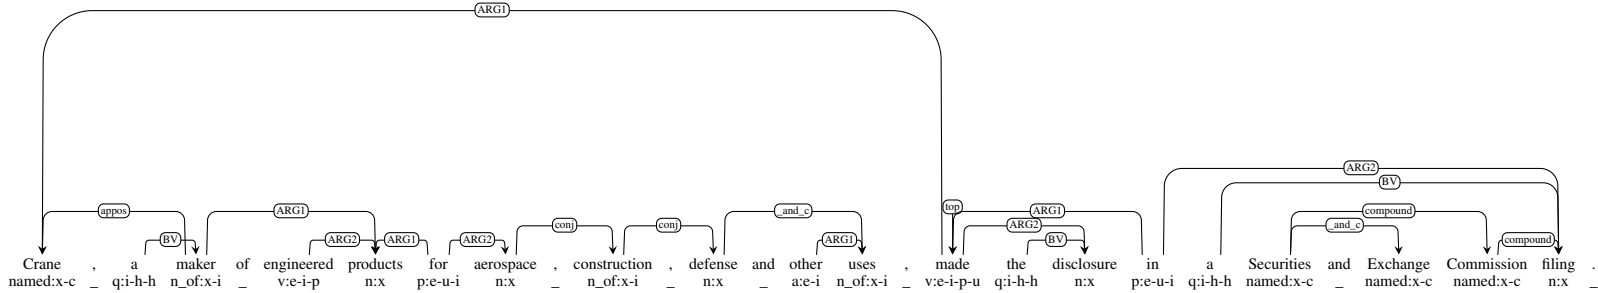 ARG1
ARG2
BV
appos ARG1 _and_c top ARG1 compound
conj conj ARG2 _and_c
BV ARG2 ARG1 ARG2 ARG1 BV compound
Crane , a maker of engineered products for aerospace , construction , defense and other uses , made the disclosure in a Securities and Exchange Commission filing .
named:x-c _ q:i-h-h n_of:x-i _ v:e-i-p n:x p:e-u-i n:x _ n_of:x-i _ n:x _ a:e-i n_of:x-i _ v:e-i-p-u q:i-h-h n:x p:e-u-i q:i-h-h named:x-c _ named:x-c named:x-c n:x _